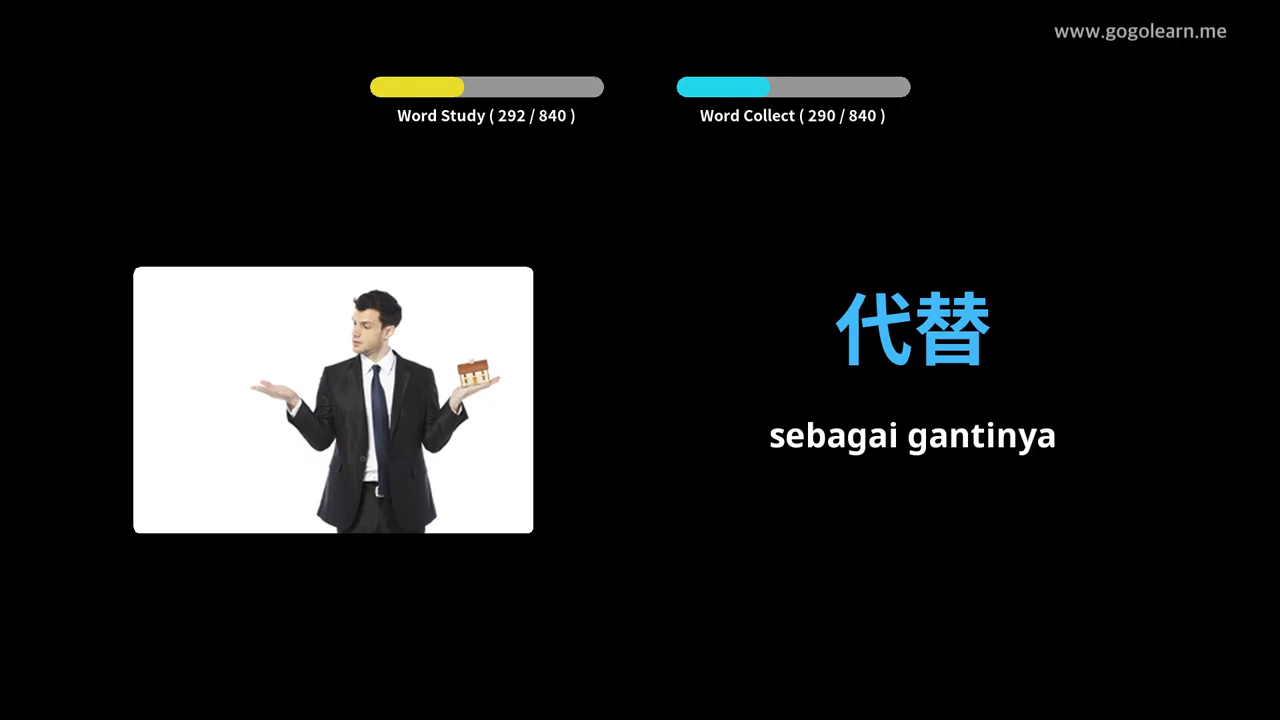 www.gogolearn.me
Word Study ( 292 / 840 )
Word Collect ( 290 / 840 )
代替
sebagai gantinya